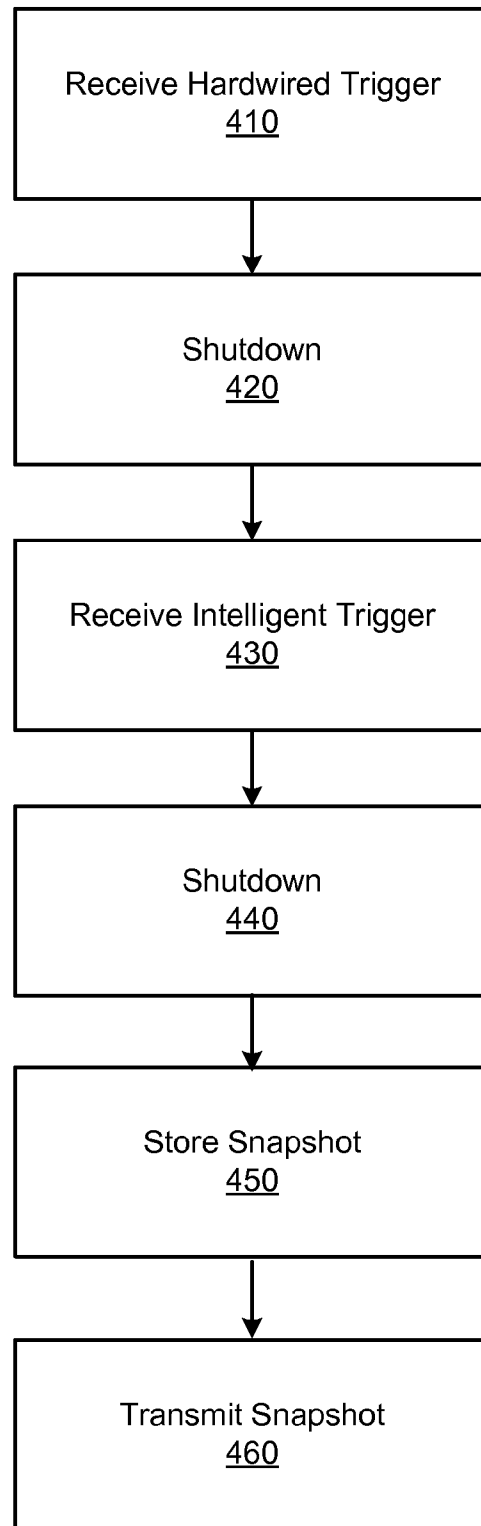 Receive Hardwired Trigger
410
Shutdown
420
Receive Intelligent Trigger
430
Shutdown
440
Store Snapshot
450
Transmit Snapshot
460